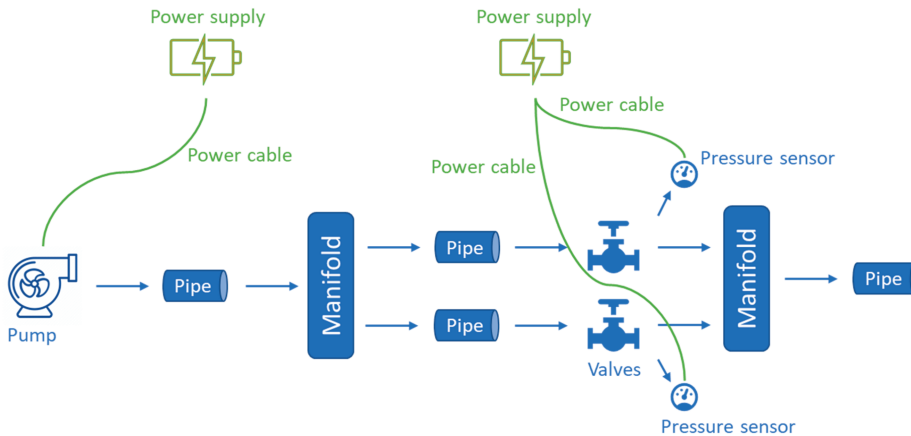 Power supply
Power supply
Power cable
Power cable
Power cable
Pressure sensor
Pump
Pipe
Manifold
Pipe
Pipe
Valves
Manifold
Pipe
Pressure sensor